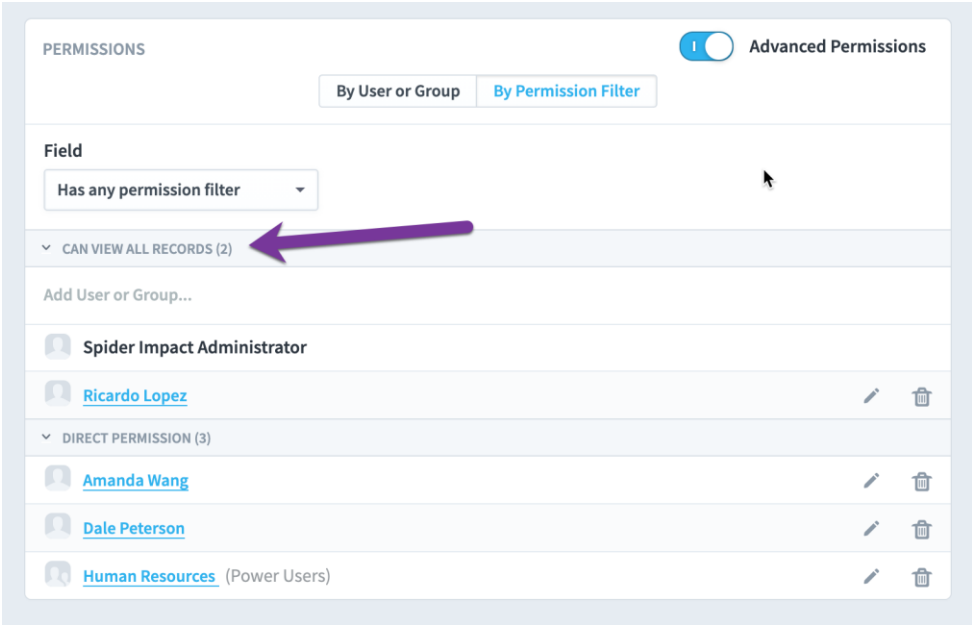 PERMISSIONS
Advanced Permissions
By User or Group
By Permission Filter
Field
Has any permission filter
CAN VIEW ALL RECORDS (2)
Add User or Group...
Spider Impact Administrator
Ricardo Lopez
DIRECT PERMISSION (3)
Amanda Wang
Dale Peterson
Human Resources (Power Users)